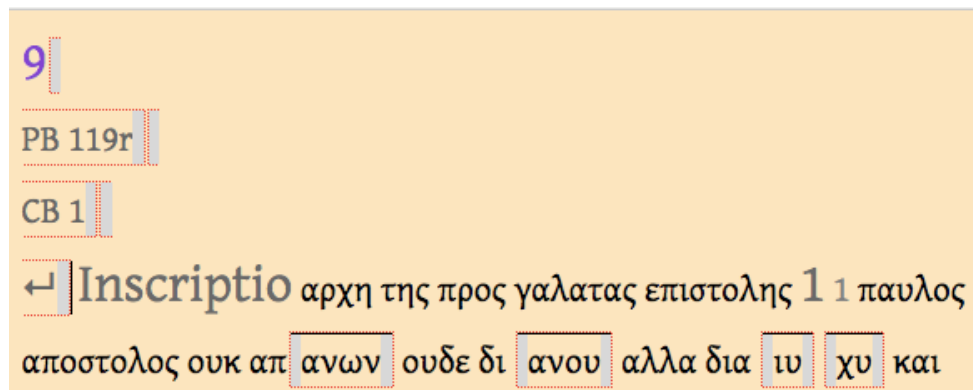 9
PB 119r
CB 1
↵ Inscriptio αρχη της προς γαλατας επιστολης 1 1 παυλος
αποστολος ουκ απ ανων ουδε δι ανου αλλα δια ιυ χυ και